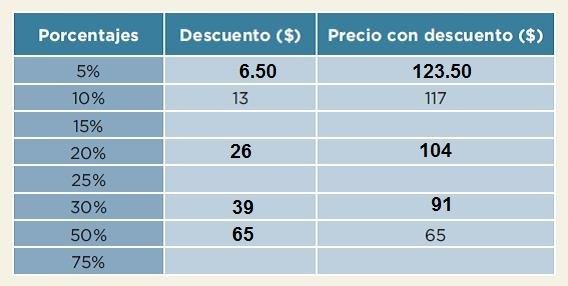 Porcentajes Descuento ($) Precio con descuento ($)
5% 6.50 123.50
10% 13 117
15%
20% 26 104
25%
30% 39 91
50% 65 65
75%